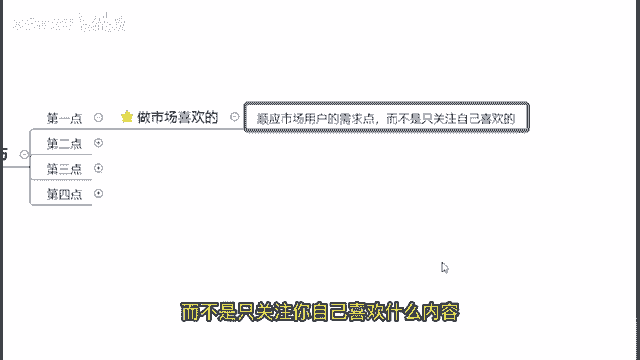 第一点
做市场喜欢的
顺应市场用户的需求点，而不是只关注自己喜欢的
第二点
第三点
第四点
而不是只关注你自己喜欢什么内容